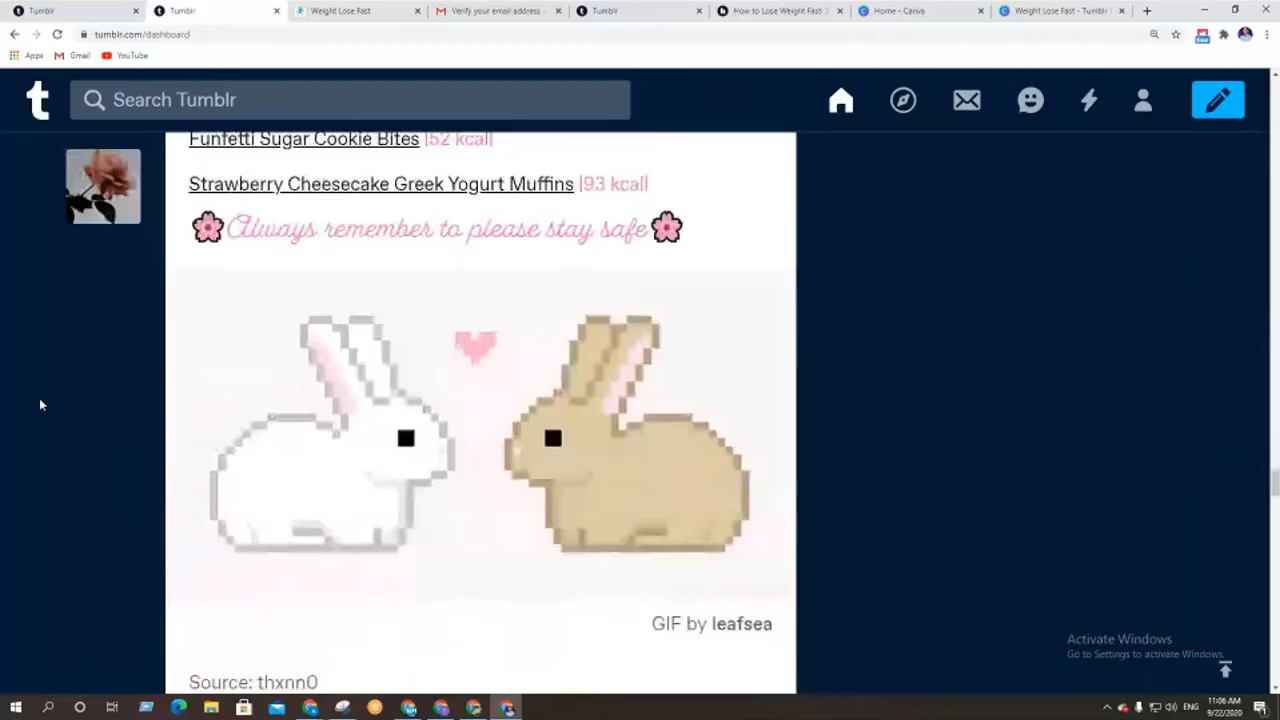 Tumblr
Tumblr
Weight Lose Fast
Verify your email address
Tumblr
How to Lose Weight Fast:
Home - Canva
Weight Lose Fast - Tumblr
tumblr.com/dashboard
Apps
Gmail
YouTube
t
Search Tumblr
Funfetti Sugar Cookie Bites |52 kcal|
Strawberry Cheesecake Greek Yogurt Muffins |93 kcal|
Always remember to please stay safe
GIF by leafsea
Source: thxnn0
Activate Windows
Go to Settings to activate Windows.
ENG
11:06 AM
9/22/2020